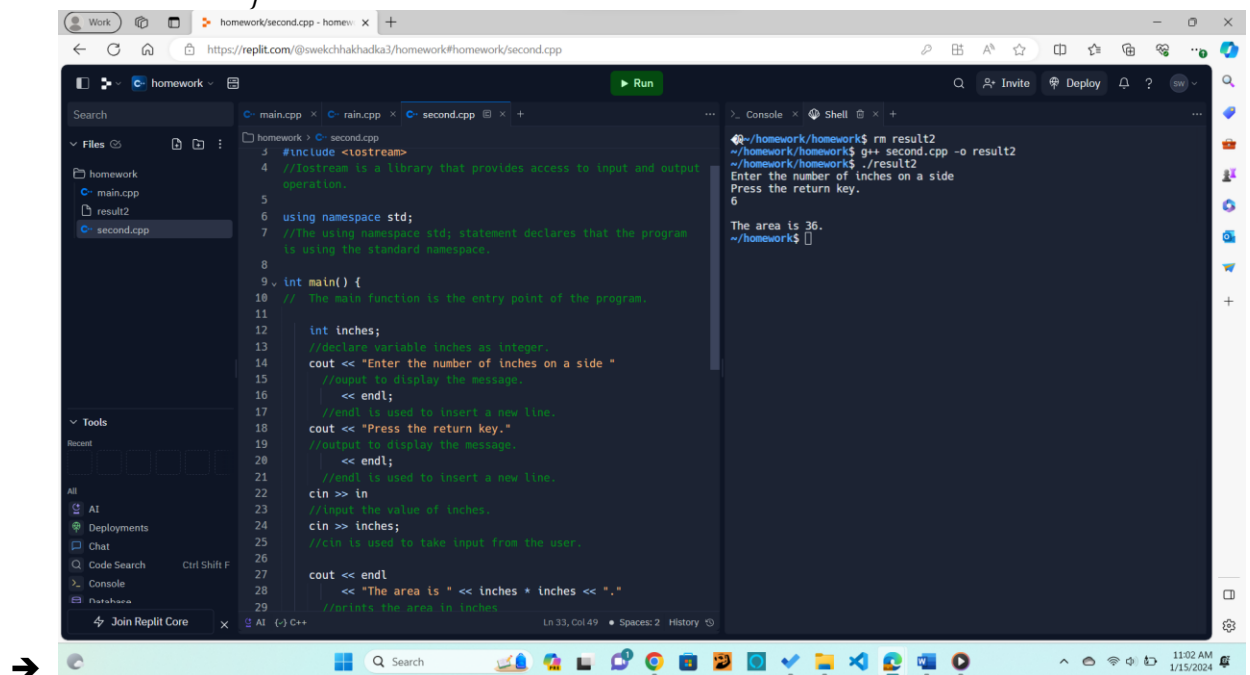 )
Work
homework/second.cpp - homew
https://replit.com/@swekchhakhadka3/homework#homework/second.cpp
homework
Run
Invite
Deploy
SW
Search
main.cpp
rain.cpp
second.cpp
Console
Shell
Files
homework
main.cpp
result2
second.cpp
homework > second.cpp
3 #include <iostream>
4 //Iostream is a library that provides access to input and output
operation.
5
6 using namespace std;
7 //The using namespace std; statement declares that the program
is using the standard namespace.
8
9 int main() {
10 // The main function is the entry point of the program.
11
12 int inches;
13 //declare variable inches as integer.
14 cout << "Enter the number of inches on a side "
15 //ouput to display the message.
16 << endl;
17 //endl is used to insert a new line.
18 cout << "Press the return key."
19 //output to display the message.
20 << endl;
21 //endl is used to insert a new line.
22 cin >> in
23 //input the value of inches.
24 cin >> inches;
25 //cin is used to take input from the user.
26
27 cout << endl
28 << "The area is " << inches * inches << "."
29 //prints the area in inches
~/homework/homework$ rm result2
~/homework/homework$ g++ second.cpp -o result2
~/homework/homework$ ./result2
Enter the number of inches on a side
Press the return key.
6
The area is 36.
~/homework$
Tools
Recent
All
AI
Deployments
Chat
Code Search Ctrl Shift F
Console
Database
Join Replit Core
AI {-} C++
Ln 33, Col 49 • Spaces: 2 History
Search
11:02 AM
1/15/2024